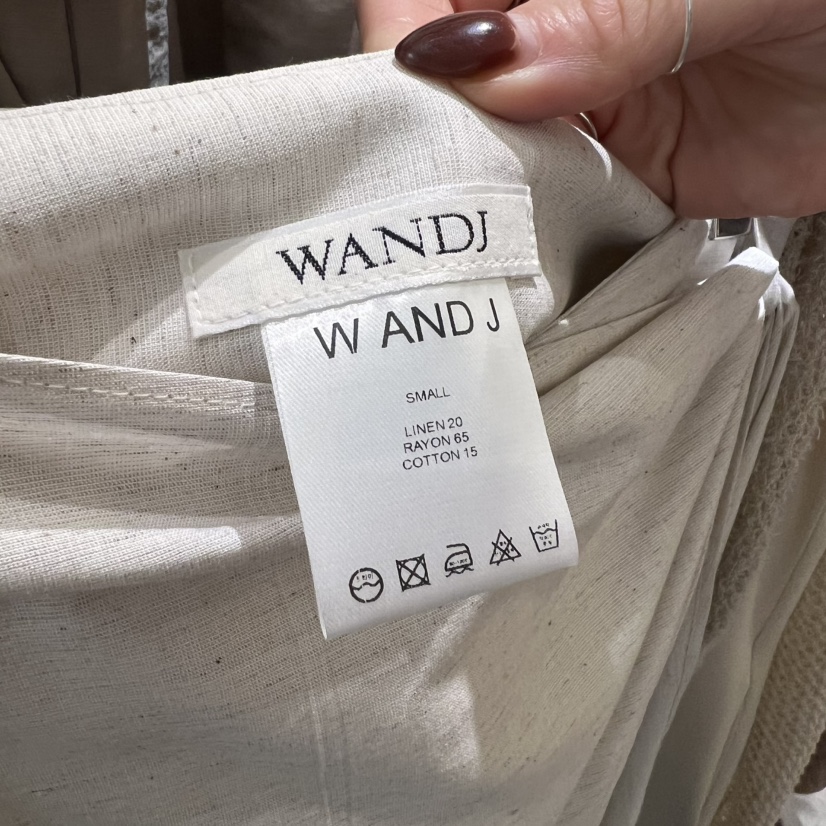 WANDJ
W AND J
SMALL
LINEN 20
RAYON 65
COTTON 15